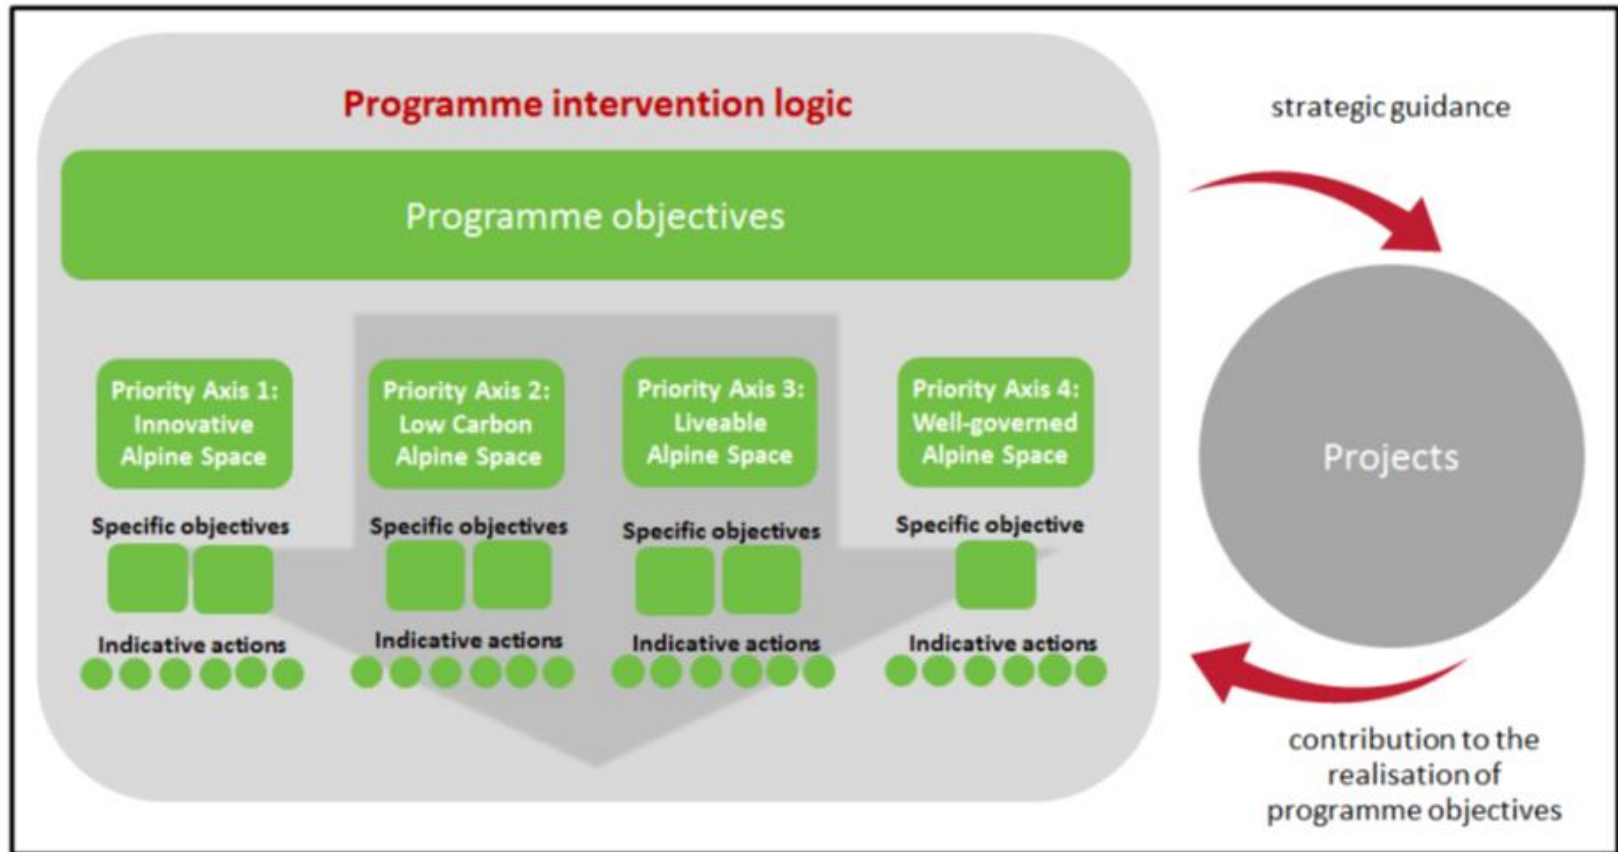 Programme intervention logic
strategic guidance
Programme objectives
Priority Axis 1:
Innovative
Alpine Space
Priority Axis 2:
Low Carbon
Alpine Space
Priority Axis 3:
Liveable
Alpine Space
Priority Axis 4:
Well-governed
Alpine Space
Projects
Specific objectives
Specific objectives
Specific objectives
Specific objective
Indicative actions
Indicative actions
Indicative actions
Indicative actions
contribution to the
realisation of
programme objectives